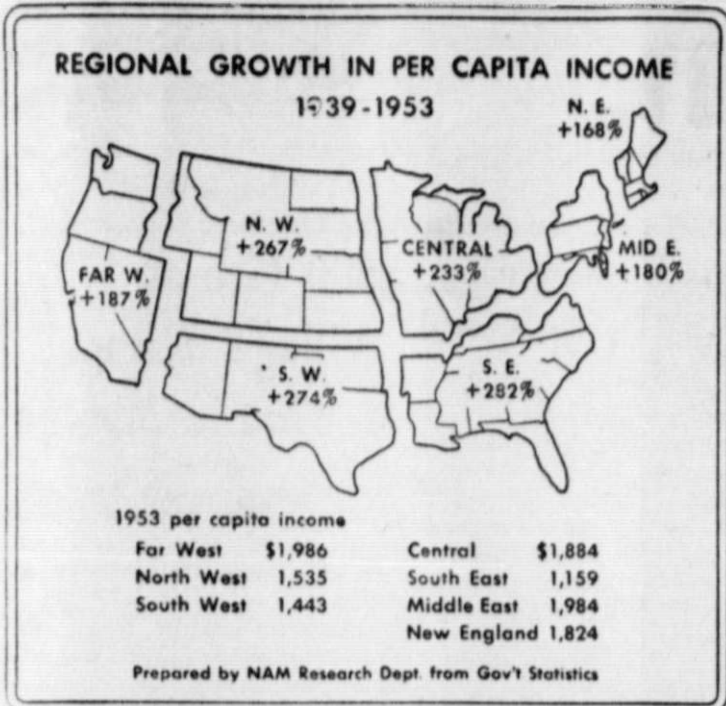 REGIONAL GROWTH IN PER CAPITA INCOME
1939-1953
N. E.
+168%
N. W.
+267%
CENTRAL
+233%
MID E.
+180%
FAR W.
+187%
S. W.
+274%
S. E.
+282%
1953 per capita income
Far West $1,986
North West 1,535
South West 1,443
Central $1,884
South East 1,159
Middle East 1,984
New England 1,824
Prepared by NAM Research Dept. from Gov't Statistics